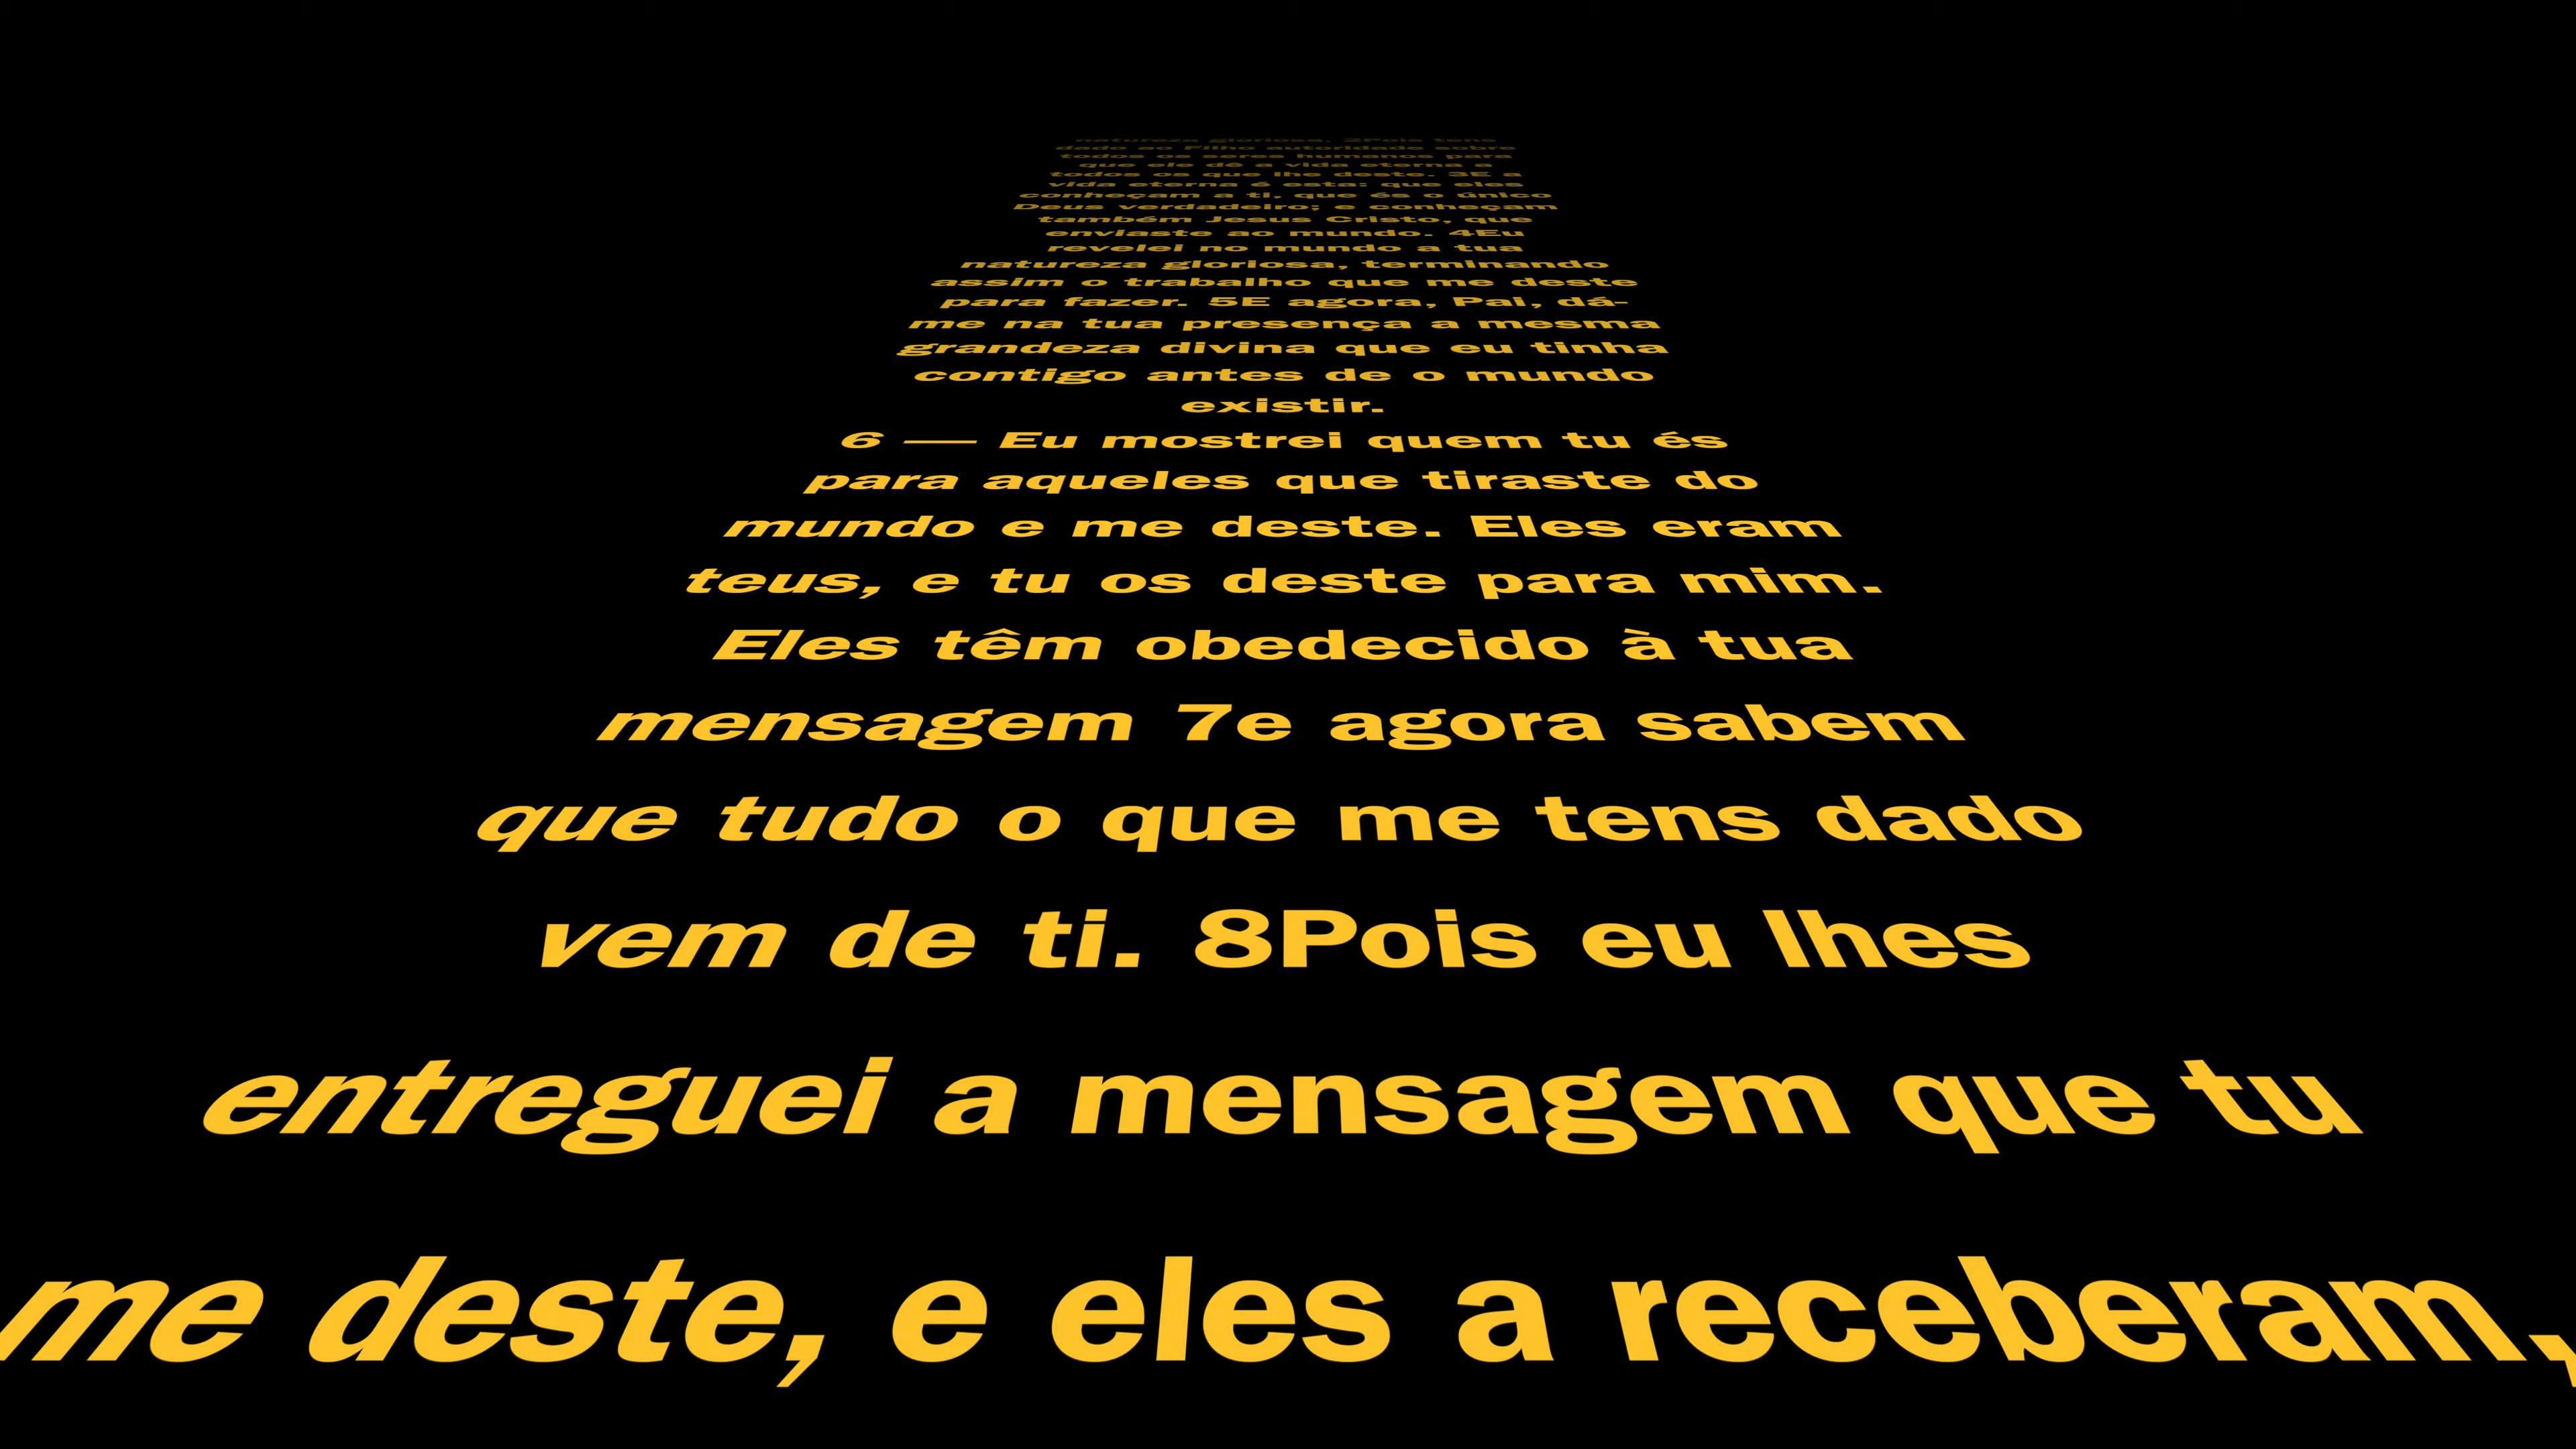 natureza gloriosa. 2Pois tens
dado ao Filho autoridade sobre
todos os seres humanos para
que ele dê a vida eterna a
todos os que lhe deste. 3E a
vida eterna é esta: que eles
conheçam a ti, que és o único
Deus verdadeiro; e conheçam
também Jesus Cristo, que
enviaste ao mundo. 4Eu
revelei no mundo a tua
natureza gloriosa, terminando
assim o trabalho que me deste
para fazer. 5E agora, Pai, dá-
me na tua presença a mesma
grandeza divina que eu tinha
contigo antes de o mundo
existir.
6 — Eu mostrei quem tu és
para aqueles que tiraste do
mundo e me deste. Eles eram
teus, e tu os deste para mim.
Eles têm obedecido à tua
mensagem 7e agora sabem
que tudo o que me tens dado
vem de ti. 8Pois eu lhes
entreguei a mensagem que tu
me deste, e eles a receberam,